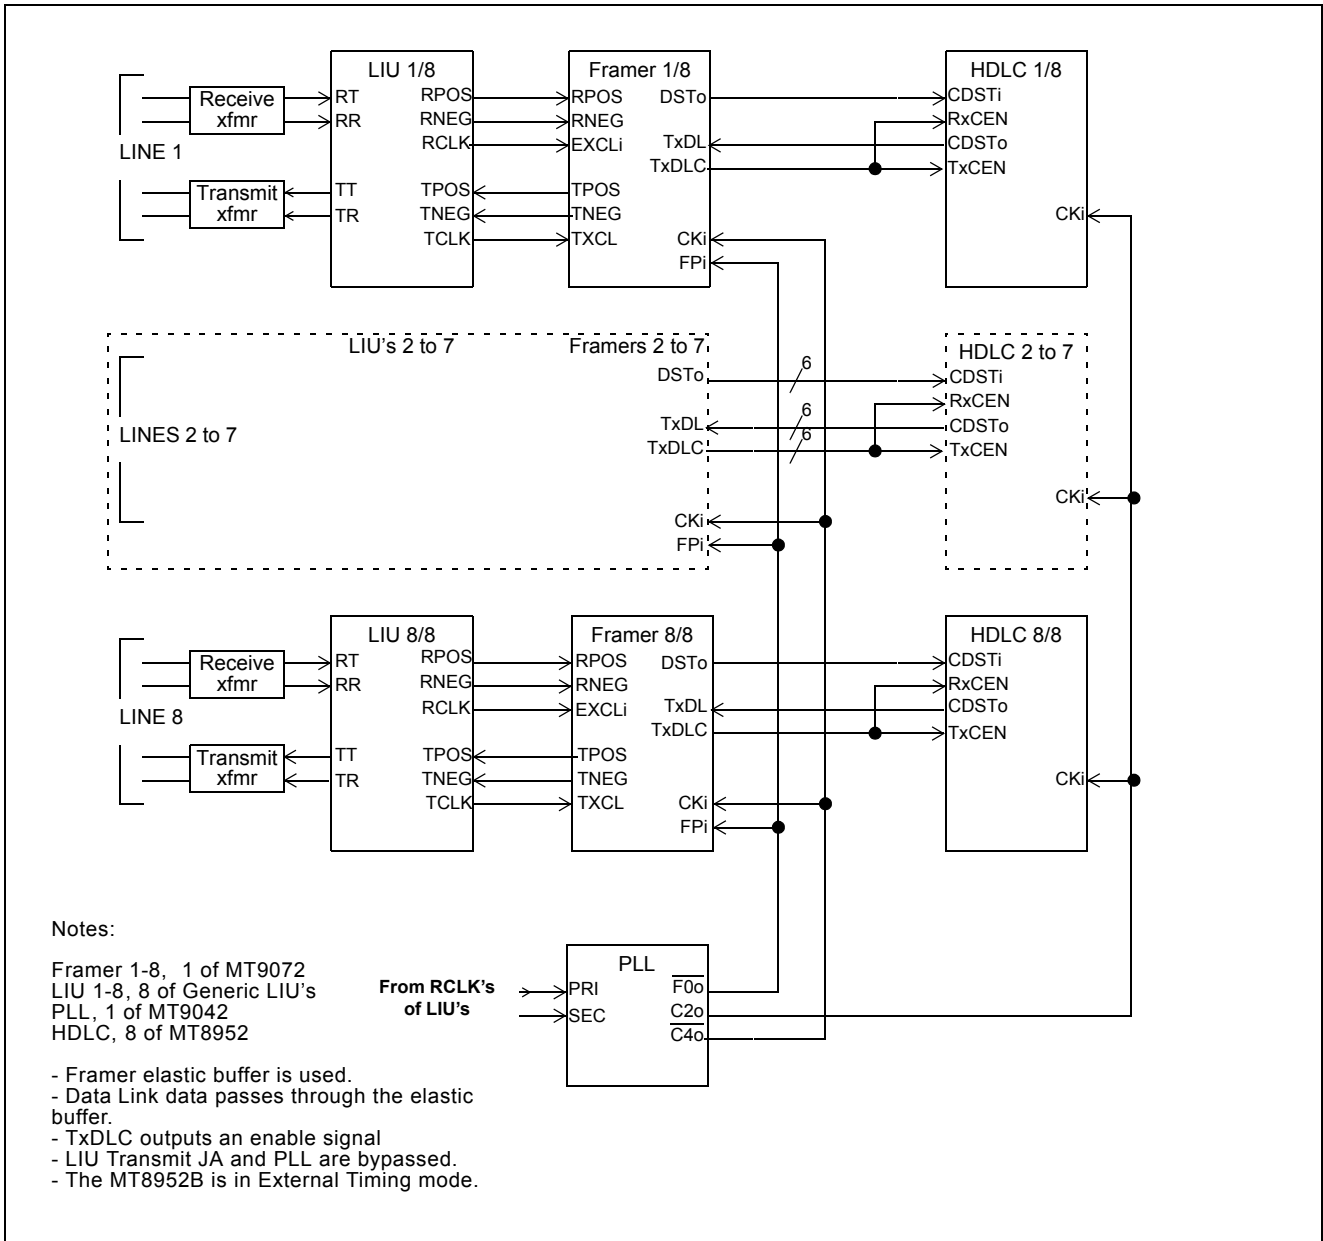 LIU 1/8
Framer 1/8
HDLC 1/8
Receive
xfmr
RT
RR
RPOS
RNEG
RCLK
RPOS
RNEG
EXCLi
DSTo
TxDL
TxDLC
CDSTi
RxCEN
CDSTo
TxCEN
LINE 1
Transmit
xfmr
TT
TR
TPOS
TNEG
TCLK
TPOS
TNEG
TXCL
CKi
FPi
CKi
LIU's 2 to 7
Framers 2 to 7
HDLC 2 to 7
LINES 2 to 7
DSTo
TxDL
TxDLC
6
6
6
CDSTi
RxCEN
CDSTo
TxCEN
CKi
FPi
CKi
LIU 8/8
Framer 8/8
HDLC 8/8
Receive
xfmr
RT
RR
RPOS
RNEG
RCLK
RPOS
RNEG
EXCLi
DSTo
TxDL
TxDLC
CDSTi
RxCEN
CDSTo
TxCEN
LINE 8
Transmit
xfmr
TT
TR
TPOS
TNEG
TCLK
TPOS
TNEG
TXCL
CKi
FPi
CKi
Notes:
Framer 1-8, 1 of MT9072
LIU 1-8, 8 of Generic LIU's
PLL, 1 of MT9042
HDLC, 8 of MT8952
From RCLK's
of LIU's
PLL
PRI
SEC
F0o
C2o
C4o
- Framer elastic buffer is used.
- Data Link data passes through the elastic
buffer.
- TxDLC outputs an enable signal
- LIU Transmit JA and PLL are bypassed.
- The MT8952B is in External Timing mode.